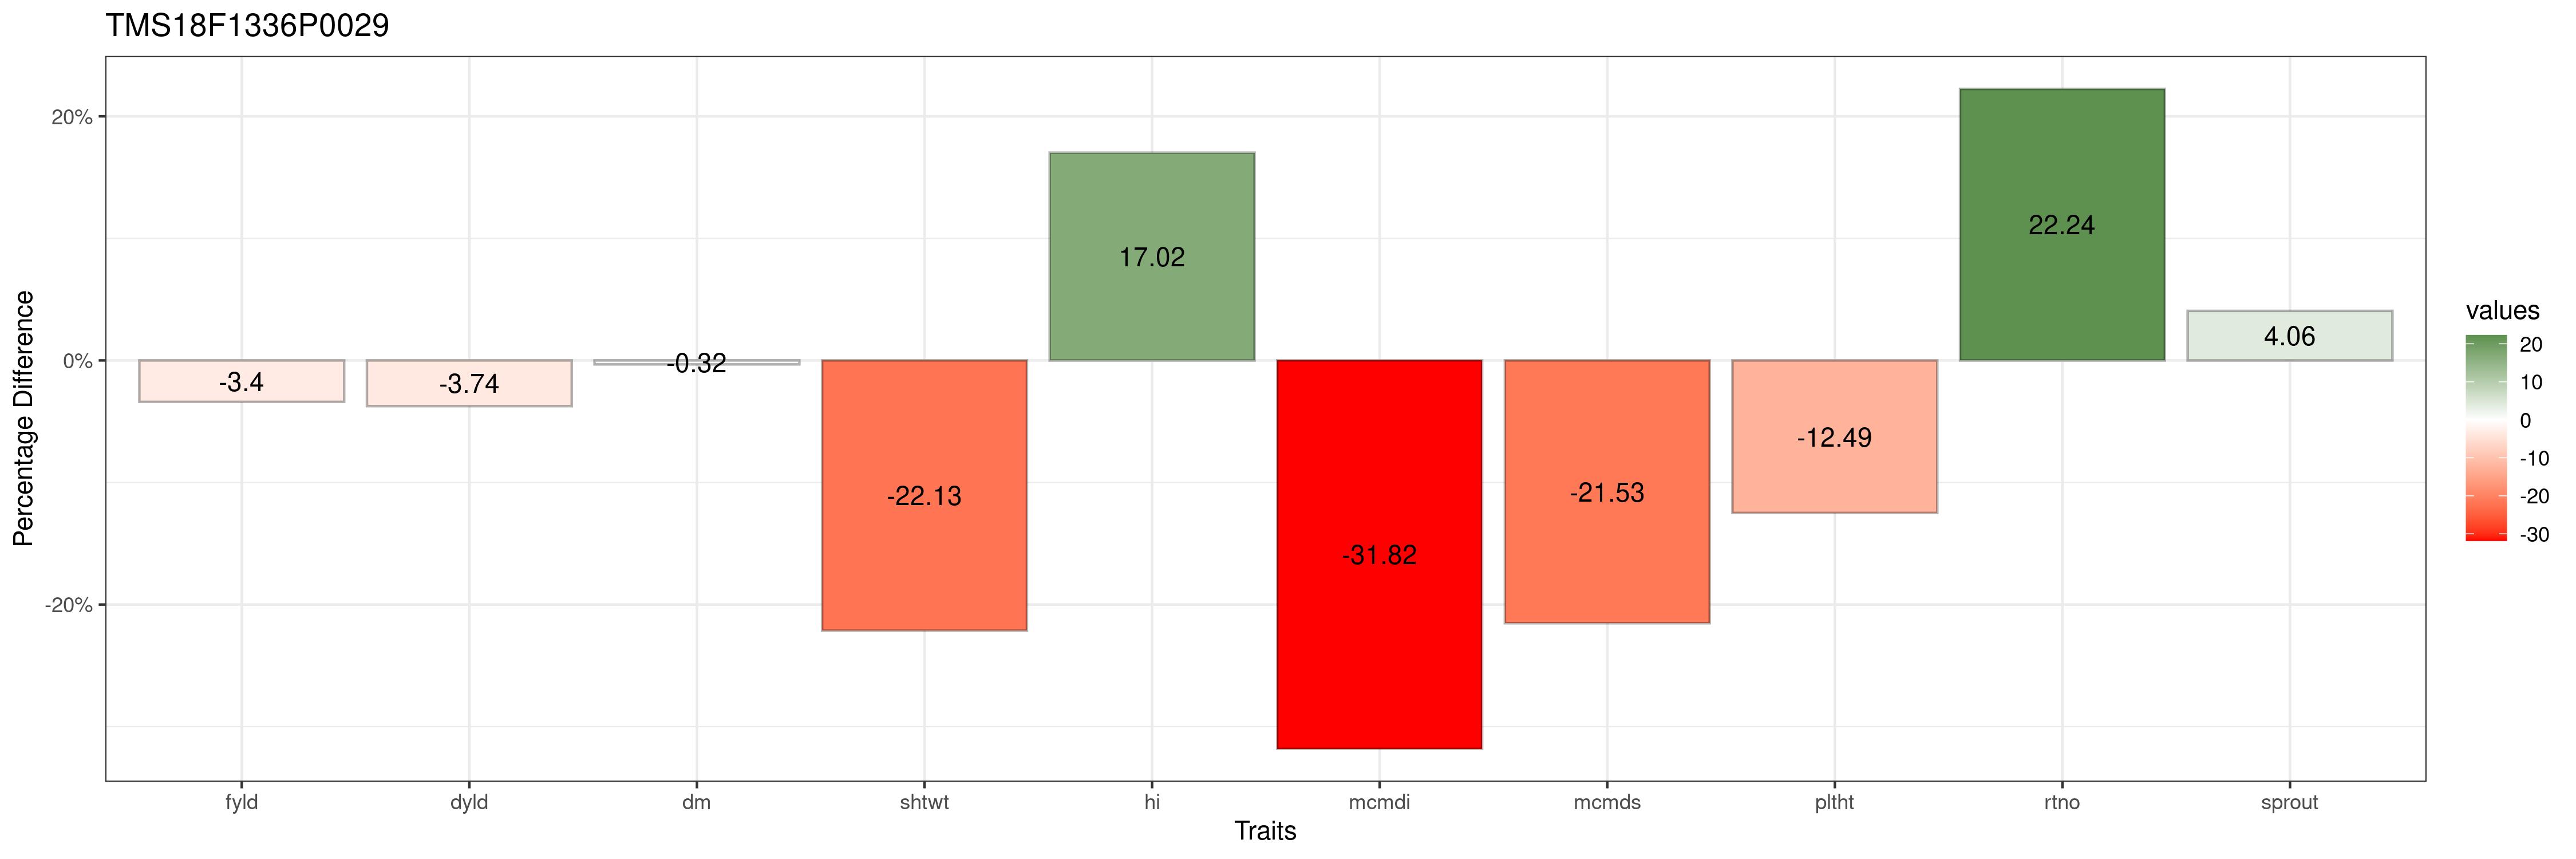 TMS18F1336P0029
Percentage Difference
20%
0%
-20%
-3.4
-3.74
-0.32
-22.13
17.02
-31.82
-21.53
-12.49
22.24
4.06
fyld
dyld
dm
shtwt
hi
mcmdi
mcmds
pltht
rtno
sprout
Traits
values
20
10
0
-10
-20
-30